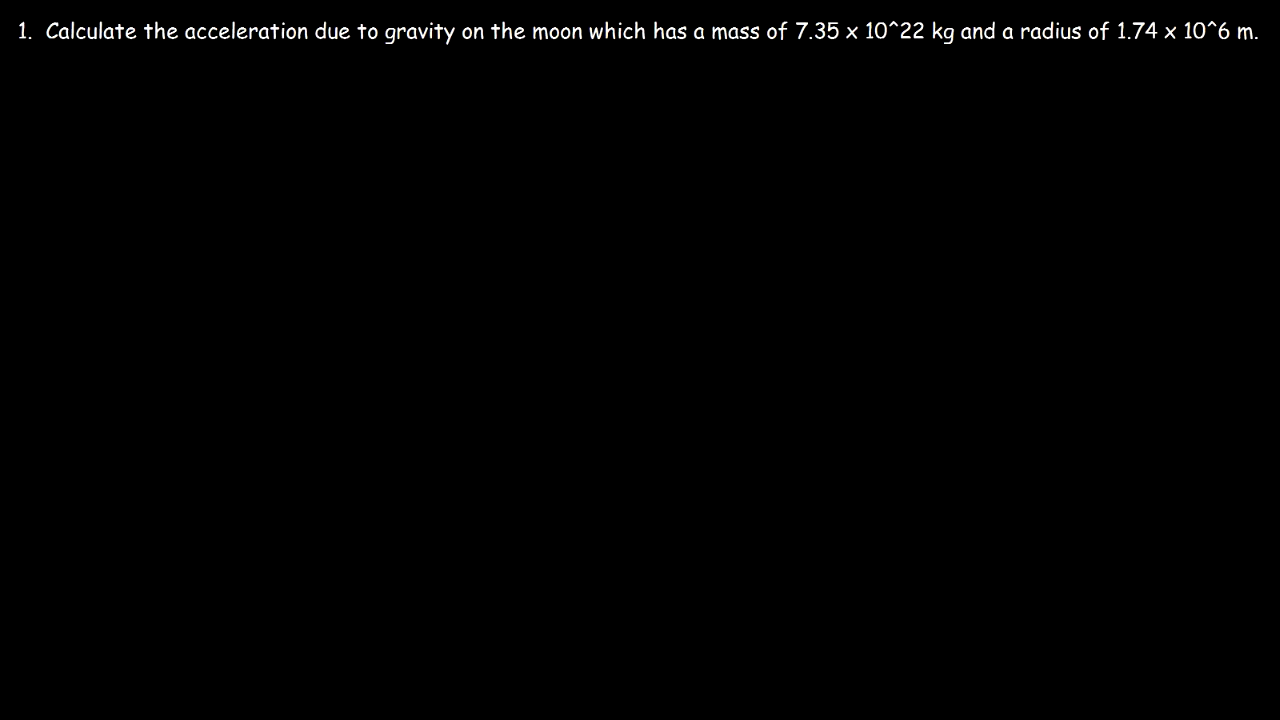 1. Calculate the acceleration due to gravity on the moon which has a mass of 7.35 x 10^22 kg and a radius of 1.74 x 10^6 m.